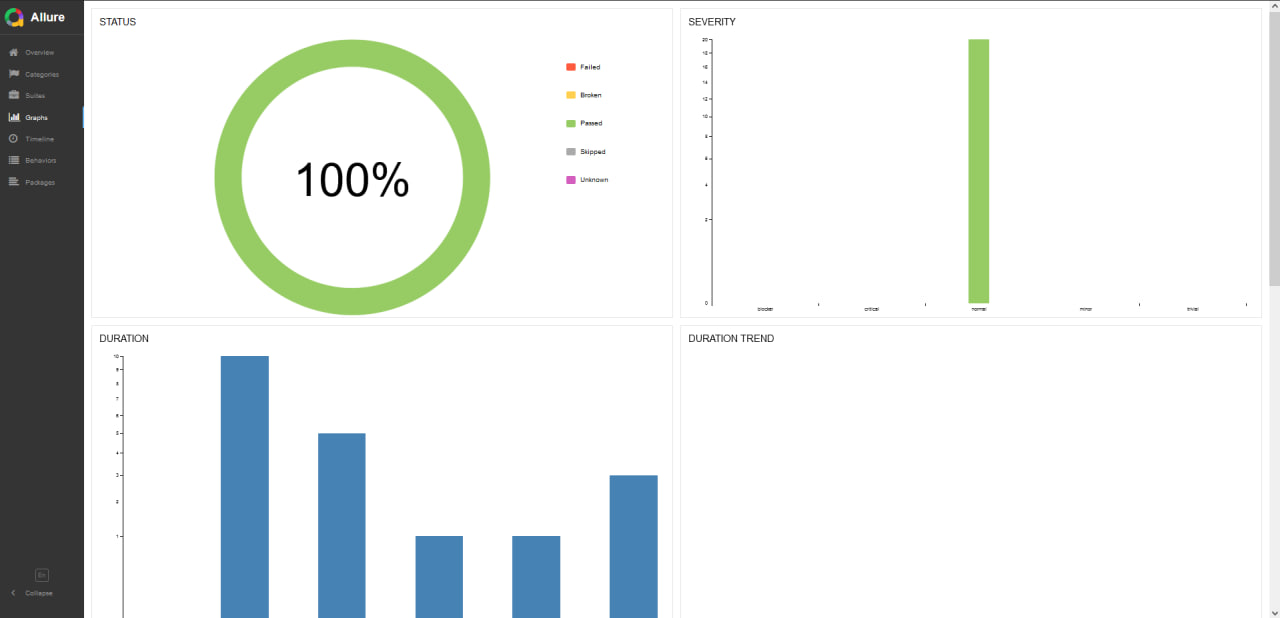 Allure
Overview
Categories
Suites
Graphs
Timeline
Behaviors
Packages
En
Collapse
STATUS
100%
Failed
Broken
Passed
Skipped
Unknown
SEVERITY
20
18
16
14
12
10
8
6
4
2
0
blocker
critical
normal
minor
trivial
DURATION
10
9
8
7
6
5
4
3
2
1
DURATION TREND